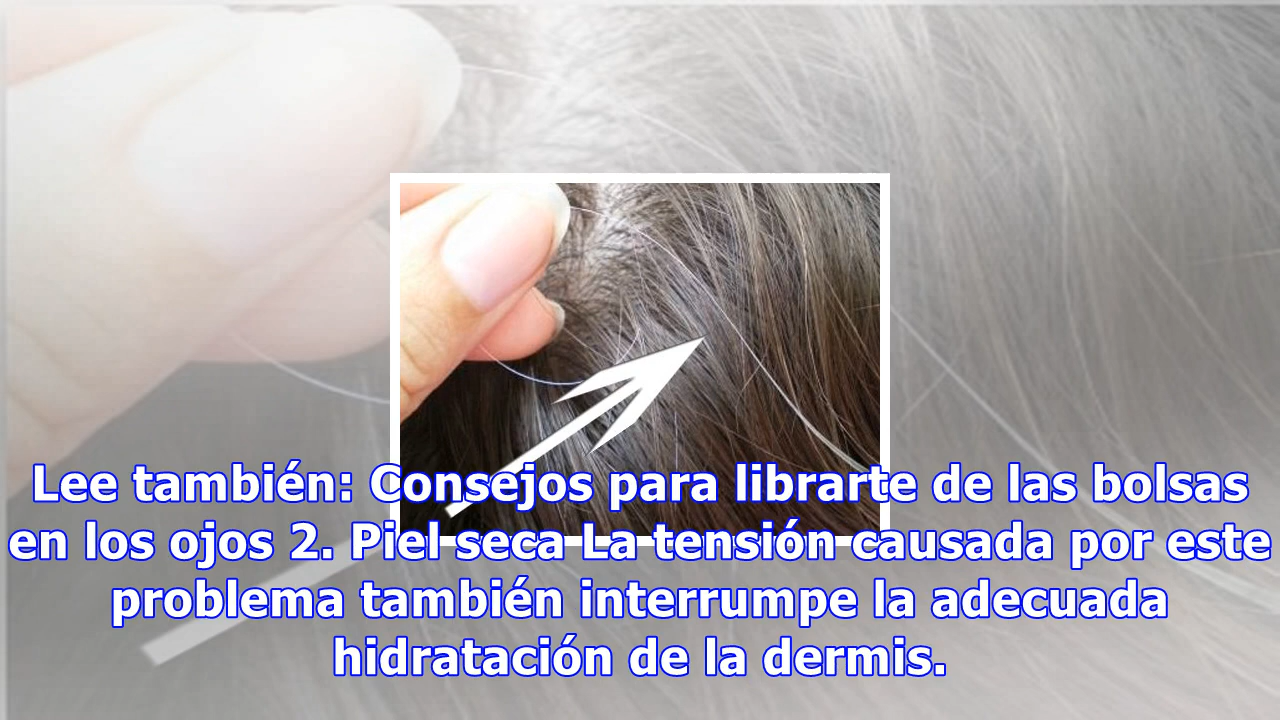 Lee también: Consejos para librarte de las bolsas
en los ojos 2. Piel seca La tensión causada por este
problema también interrumpe la adecuada
hidratación de la dermis.